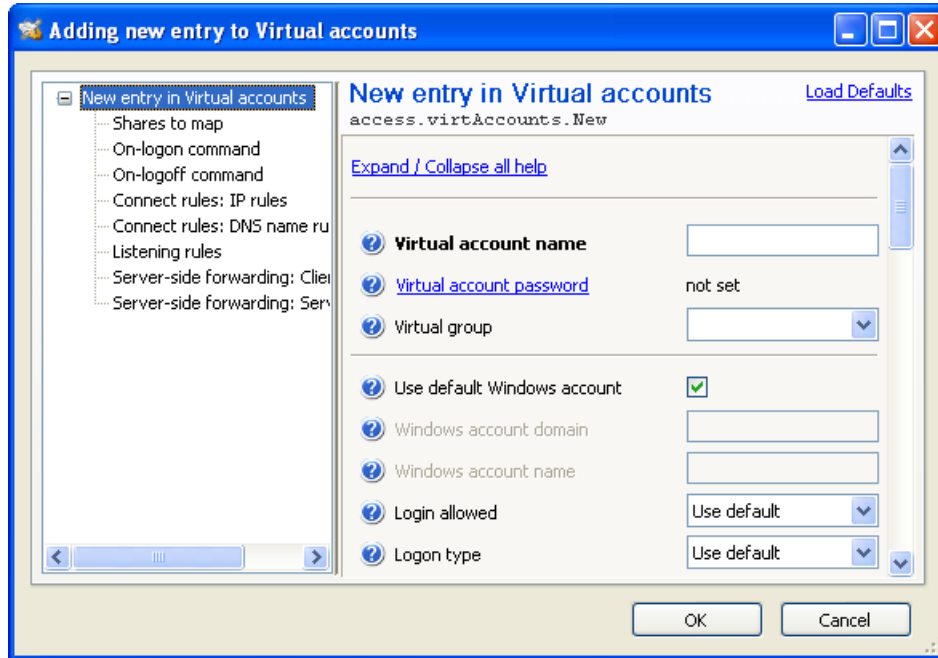 Adding new entry to Virtual accounts
New entry in Virtual accounts
Shares to map
On-logon command
On-logoff command
Connect rules: IP rules
Connect rules: DNS name ru
Listening rules
Server-side forwarding: Clie
Server-side forwarding: Serv
New entry in Virtual accounts Load Defaults
access.virtAccounts.New
Expand / Collapse all help
Virtual account name
Virtual account password not set
Virtual group
Use default Windows account
Windows account domain
Windows account name
Login allowed Use default
Logon type Use default
OK Cancel